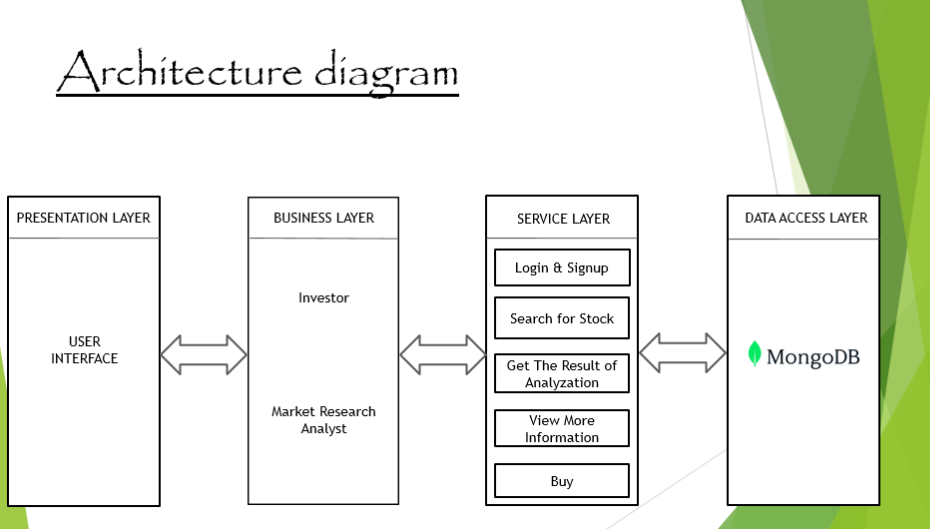 Architecture diagram
PRESENTATION LAYER
USER
INTERFACE
BUSINESS LAYER
Investor
Market Research
Analyst
SERVICE LAYER
Login & Signup
Search for Stock
Get The Result of
Analyzation
View More
Information
Buy
DATA ACCESS LAYER
MongoDB